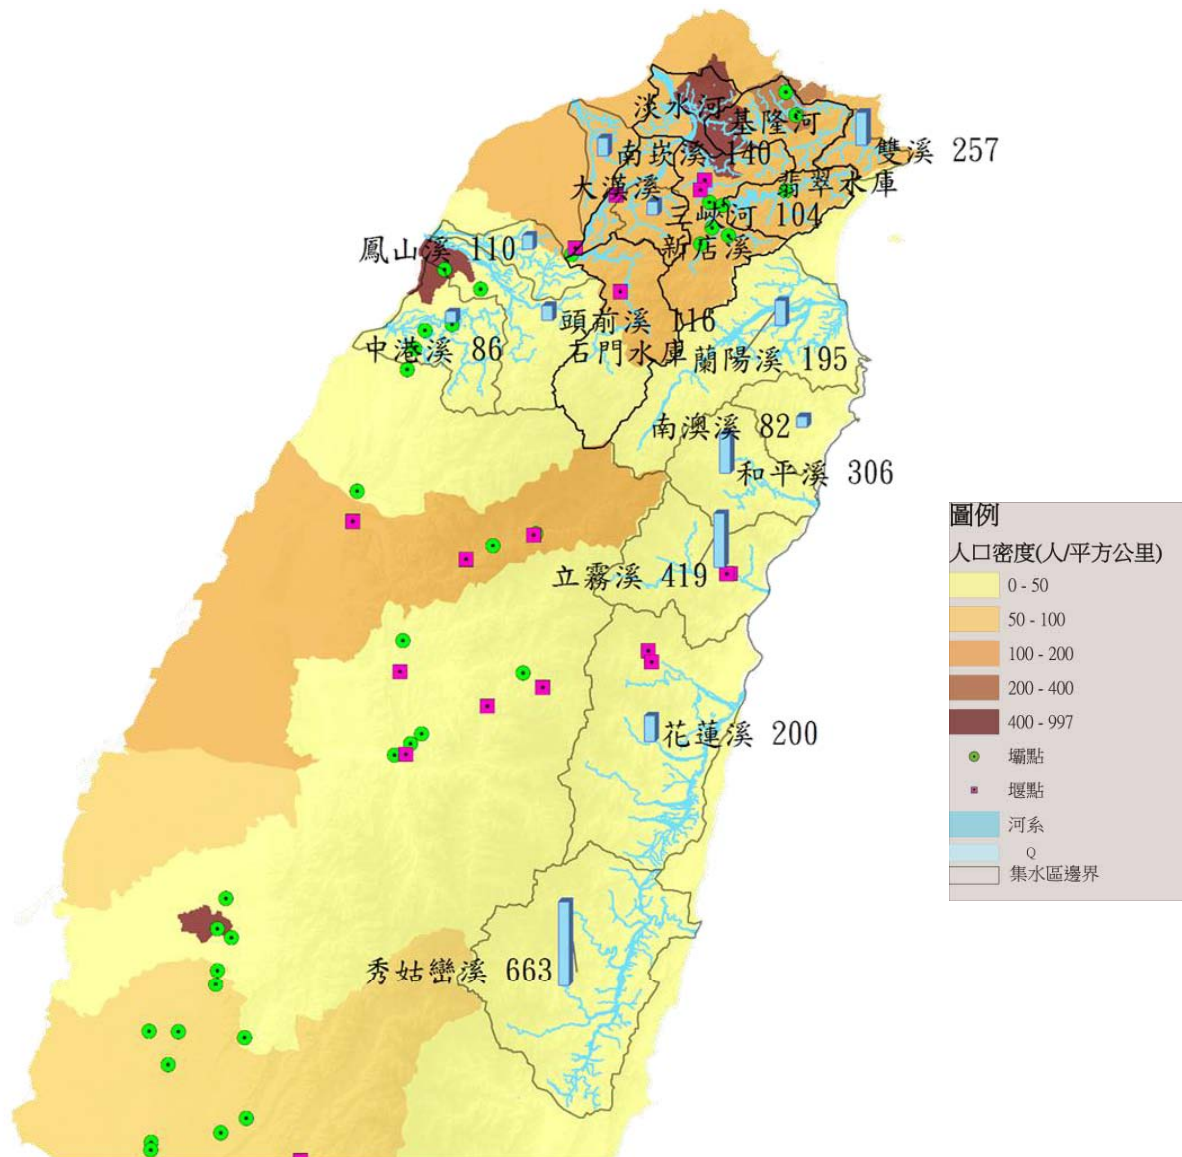 淡水河
基隆河
雙溪 257
南崁溪 140
大漢溪
翡翠水庫
三峽河 104
新店溪
鳳山溪 110
頭前溪 116
中港溪 86
石門水庫
蘭陽溪 195
南澳溪 82
和平溪 306
立霧溪 419
花蓮溪 200
秀姑巒溪 663
圖例
人口密度(人/平方公里)
0 - 50
50 - 100
100 - 200
200 - 400
400 - 997
壩點
堰點
河系
Q
集水區邊界